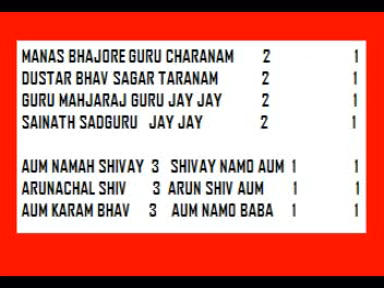 MANAS BHAJORE GURU CHARANAM 2 1
DUSTAR BHAV SAGAR TARANAM 2 1
GURU MAHJARAJ GURU JAY JAY 2 1
SAINATH SADGURU JAY JAY 2 1
AUM NAMAH SHIVAY 3 SHIVAY NAMO AUM 1 1
ARUNACHAL SHIV 3 ARUN SHIV AUM 1 1
AUM KARAM BHAV 3 AUM NAMO BABA 1 1